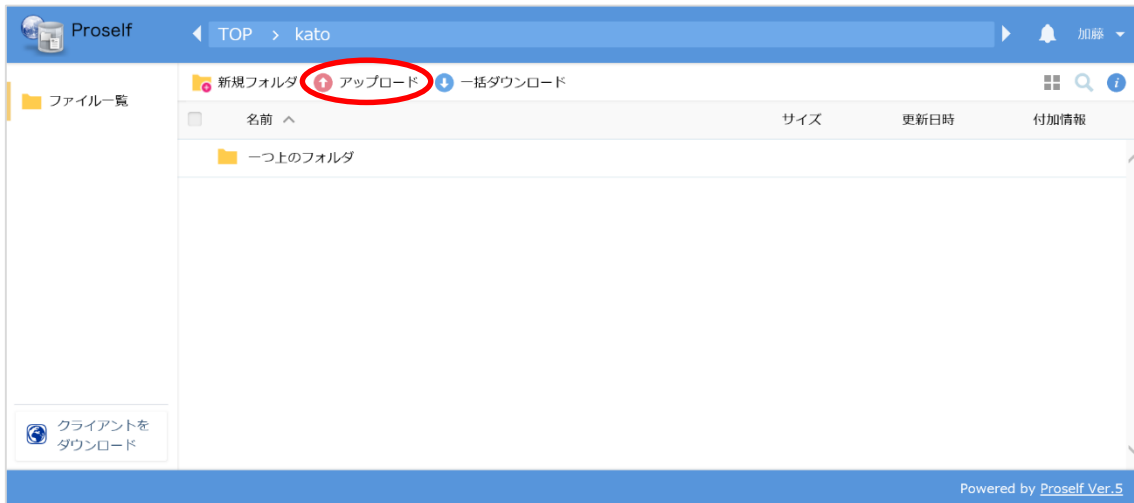 Proself
TOP > kato
加藤
ファイル一覧
新規フォルダ アップロード 一括ダウンロード
名前 サイズ 更新日時 付加情報
一つ上のフォルダ
クライアントを
ダウンロード
Powered by Proself Ver.5